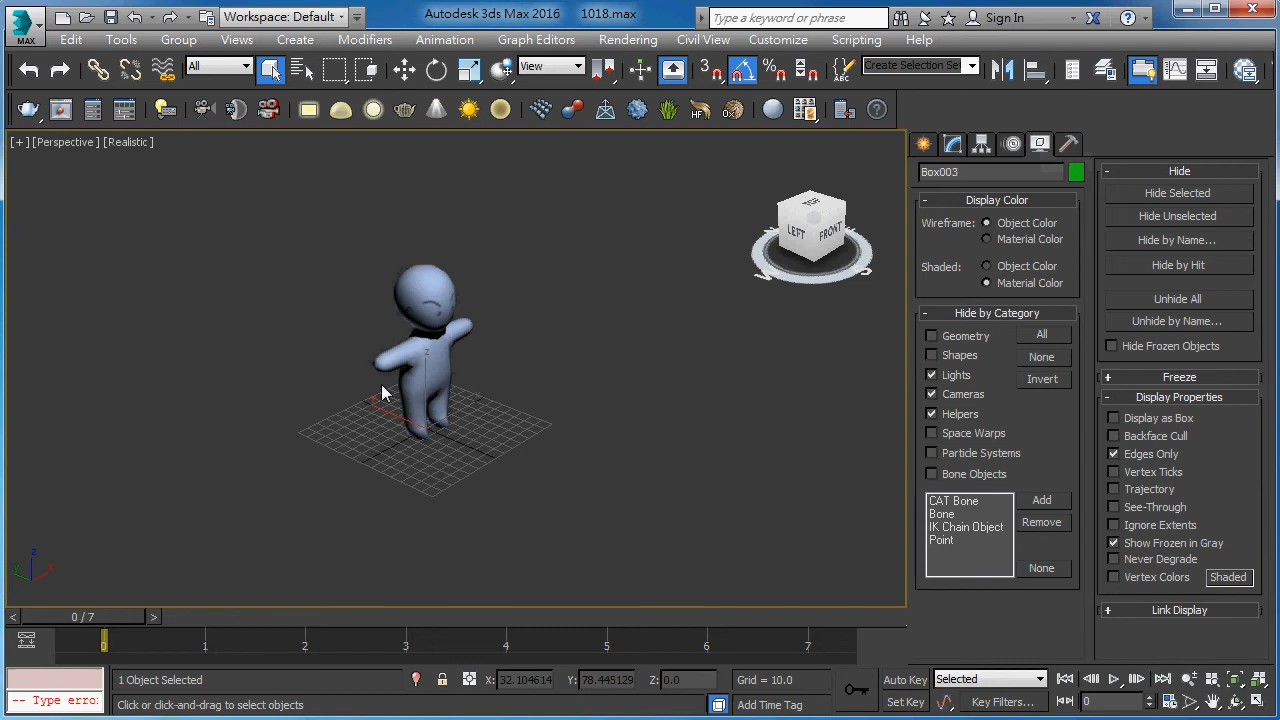 MAX
Workspace: Default
Autodesk 3ds Max 2016 1018.max
Type a keyword or phrase
Sign In
Edit Tools Group Views Create Modifiers Animation Graph Editors Rendering Civil View Customize Scripting Help
All
View
3
Create Selection Se
[+] [Perspective ] [Realistic ]
TOP
LEFT
FRONT
z
z
x
y
Box003
- Display Color
Wireframe: Object Color
Material Color
Shaded: Object Color
Material Color
- Hide by Category
Geometry All
Shapes None
Lights Invert
Cameras
Helpers
Space Warps
Particle Systems
Bone Objects
CAT Bone Add
Bone Remove
IK Chain Object
Point
None
- Hide
Hide Selected
Hide Unselected
Hide by Name...
Hide by Hit
Unhide All
Unhide by Name...
Hide Frozen Objects
+ Freeze
- Display Properties
Display as Box
Backface Cull
Edges Only
Vertex Ticks
Trajectory
See-Through
Ignore Extents
Show Frozen in Gray
Never Degrade
Vertex Colors Shaded
+ Link Display
< 0 / 7 >
0 1 2 3 4 5 6 7
1 Object Selected X: 32.104614 Y: 78.445129 Z: 0.0 Grid = 10.0 Auto Key Selected
-- Type erro: Click or click-and-drag to select objects Add Time Tag Set Key Key Filters... 0